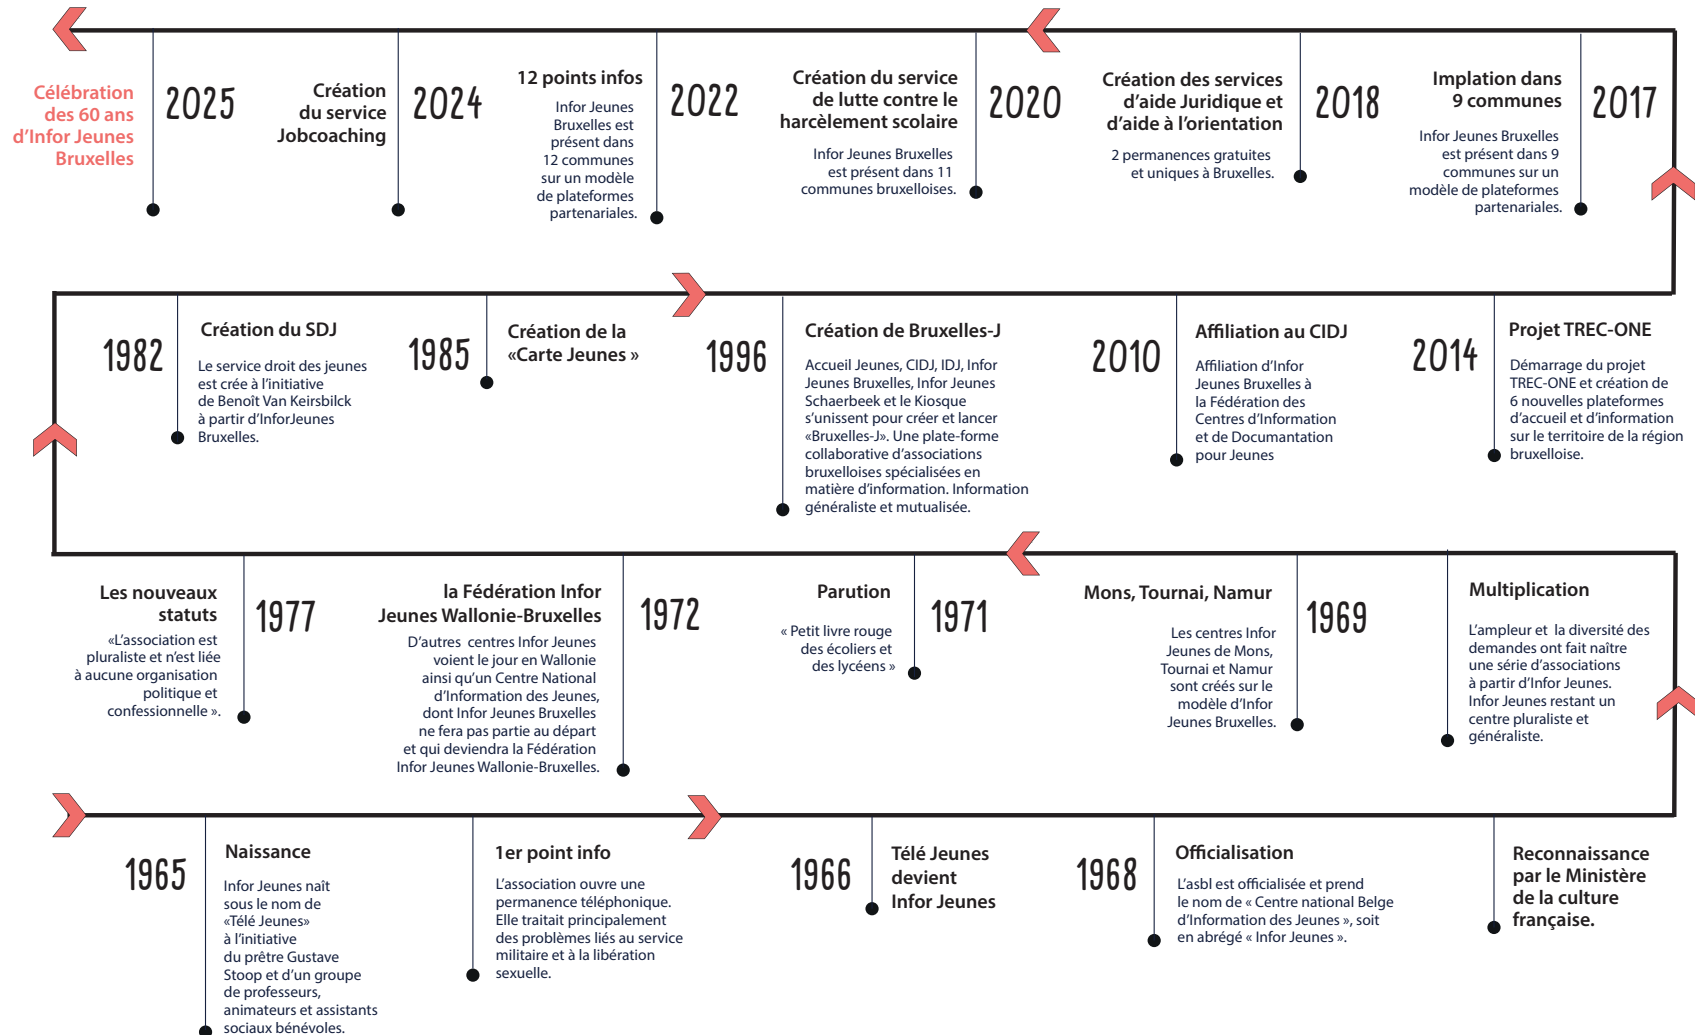 Célébration
des 60 ans
d'Infor Jeunes
Bruxelles
2025
Création
du service
Jobcoaching
2024
12 points infos
Infor Jeunes
Bruxelles est
présent dans
12 communes
sur un modèle
de plateformes
partenariales.
2022
Création du service
de lutte contre le
harcèlement scolaire
Infor Jeunes Bruxelles
est présent dans 11
communes bruxelloises.
2020
Création des services
d'aide Juridique et
d'aide à l'orientation
2 permanences gratuites
et uniques à Bruxelles.
2018
Implation dans
9 communes
Infor Jeunes Bruxelles
est présent dans 9
communes sur un
modèle de plateformes
partenariales.
2017
1982
Création du SDJ
Le service droit des jeunes
est crée à l'initiative
de Benoît Van Keirsbilck
à partir d'InforJeunes
Bruxelles.
1985
Création de la
«Carte Jeunes »
1996
Création de Bruxelles-J
Accueil Jeunes, CIDJ, IDJ, Infor
Jeunes Bruxelles, Infor Jeunes
Schaerbeek et le Kiosque
s'unissent pour créer et lancer
«Bruxelles-J». Une plate-forme
collaborative d'associations
bruxelloises spécialisées en
matière d'information. Information
généraliste et mutualisée.
2010
Affiliation au CIDJ
Affiliation d'Infor
Jeunes Bruxelles à
la Fédération des
Centres d'Information
et de Documantation
pour Jeunes
2014
Projet TREC-ONE
Démarrage du projet
TREC-ONE et création de
6 nouvelles plateformes
d'accueil et d'information
sur le territoire de la région
bruxelloise.
Les nouveaux
statuts
«L'association est
pluraliste et n'est liée
à aucune organisation
politique et
confessionnelle ».
1977
la Fédération Infor
Jeunes Wallonie-Bruxelles
D'autres centres Infor Jeunes
voient le jour en Wallonie
ainsi qu'un Centre National
d'Information des Jeunes,
dont Infor Jeunes Bruxelles
ne fera pas partie au départ
et qui deviendra la Fédération
Infor Jeunes Wallonie-Bruxelles.
1972
Parution
« Petit livre rouge
des écoliers et
des lycéens »
1971
Mons, Tournai, Namur
Les centres Infor
Jeunes de Mons,
Tournai et Namur
sont créés sur le
modèle d'Infor
Jeunes Bruxelles.
1969
Multiplication
L'ampleur et la diversité des
demandes ont fait naître
une série d'associations
à partir d'Infor Jeunes.
Infor Jeunes restant un
centre pluraliste et
généraliste.
1965
Naissance
Infor Jeunes naît
sous le nom de
«Télé Jeunes»
à l'initiative
du prêtre Gustave
Stoop et d'un groupe
de professeurs,
animateurs et assistants
sociaux bénévoles.
1er point info
L'association ouvre une
permanence téléphonique.
Elle traitait principalement
des problèmes liés au service
militaire et à la libération
sexuelle.
1966
Télé Jeunes
devient
Infor Jeunes
1968
Officialisation
L'asbl est officialisée et prend
le nom de « Centre national Belge
d'Information des Jeunes », soit
en abrégé « Infor Jeunes ».
Reconnaissance
par le Ministère
de la culture
française.